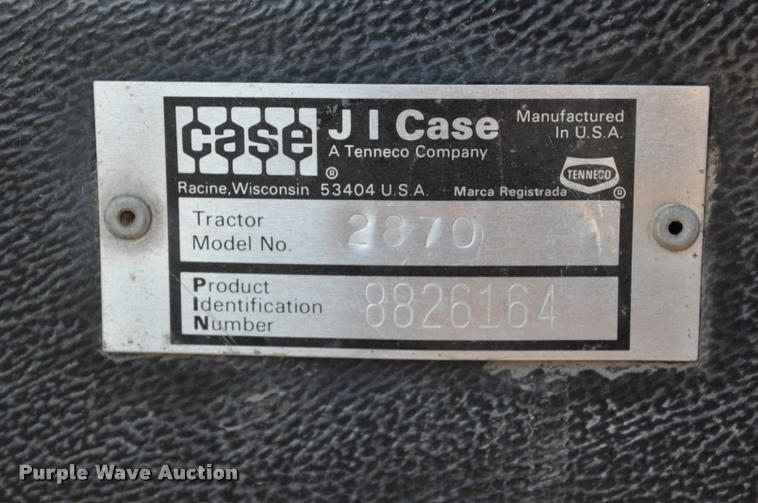 case
J I Case
A Tenneco Company
®
Manufactured
In U.S.A.
TENNECO
®
Racine, Wisconsin 53404 U.S.A. Marca Registrada
Tractor
Model No. 2870
Product
Identification
Number
8826164
Purple Wave Auction